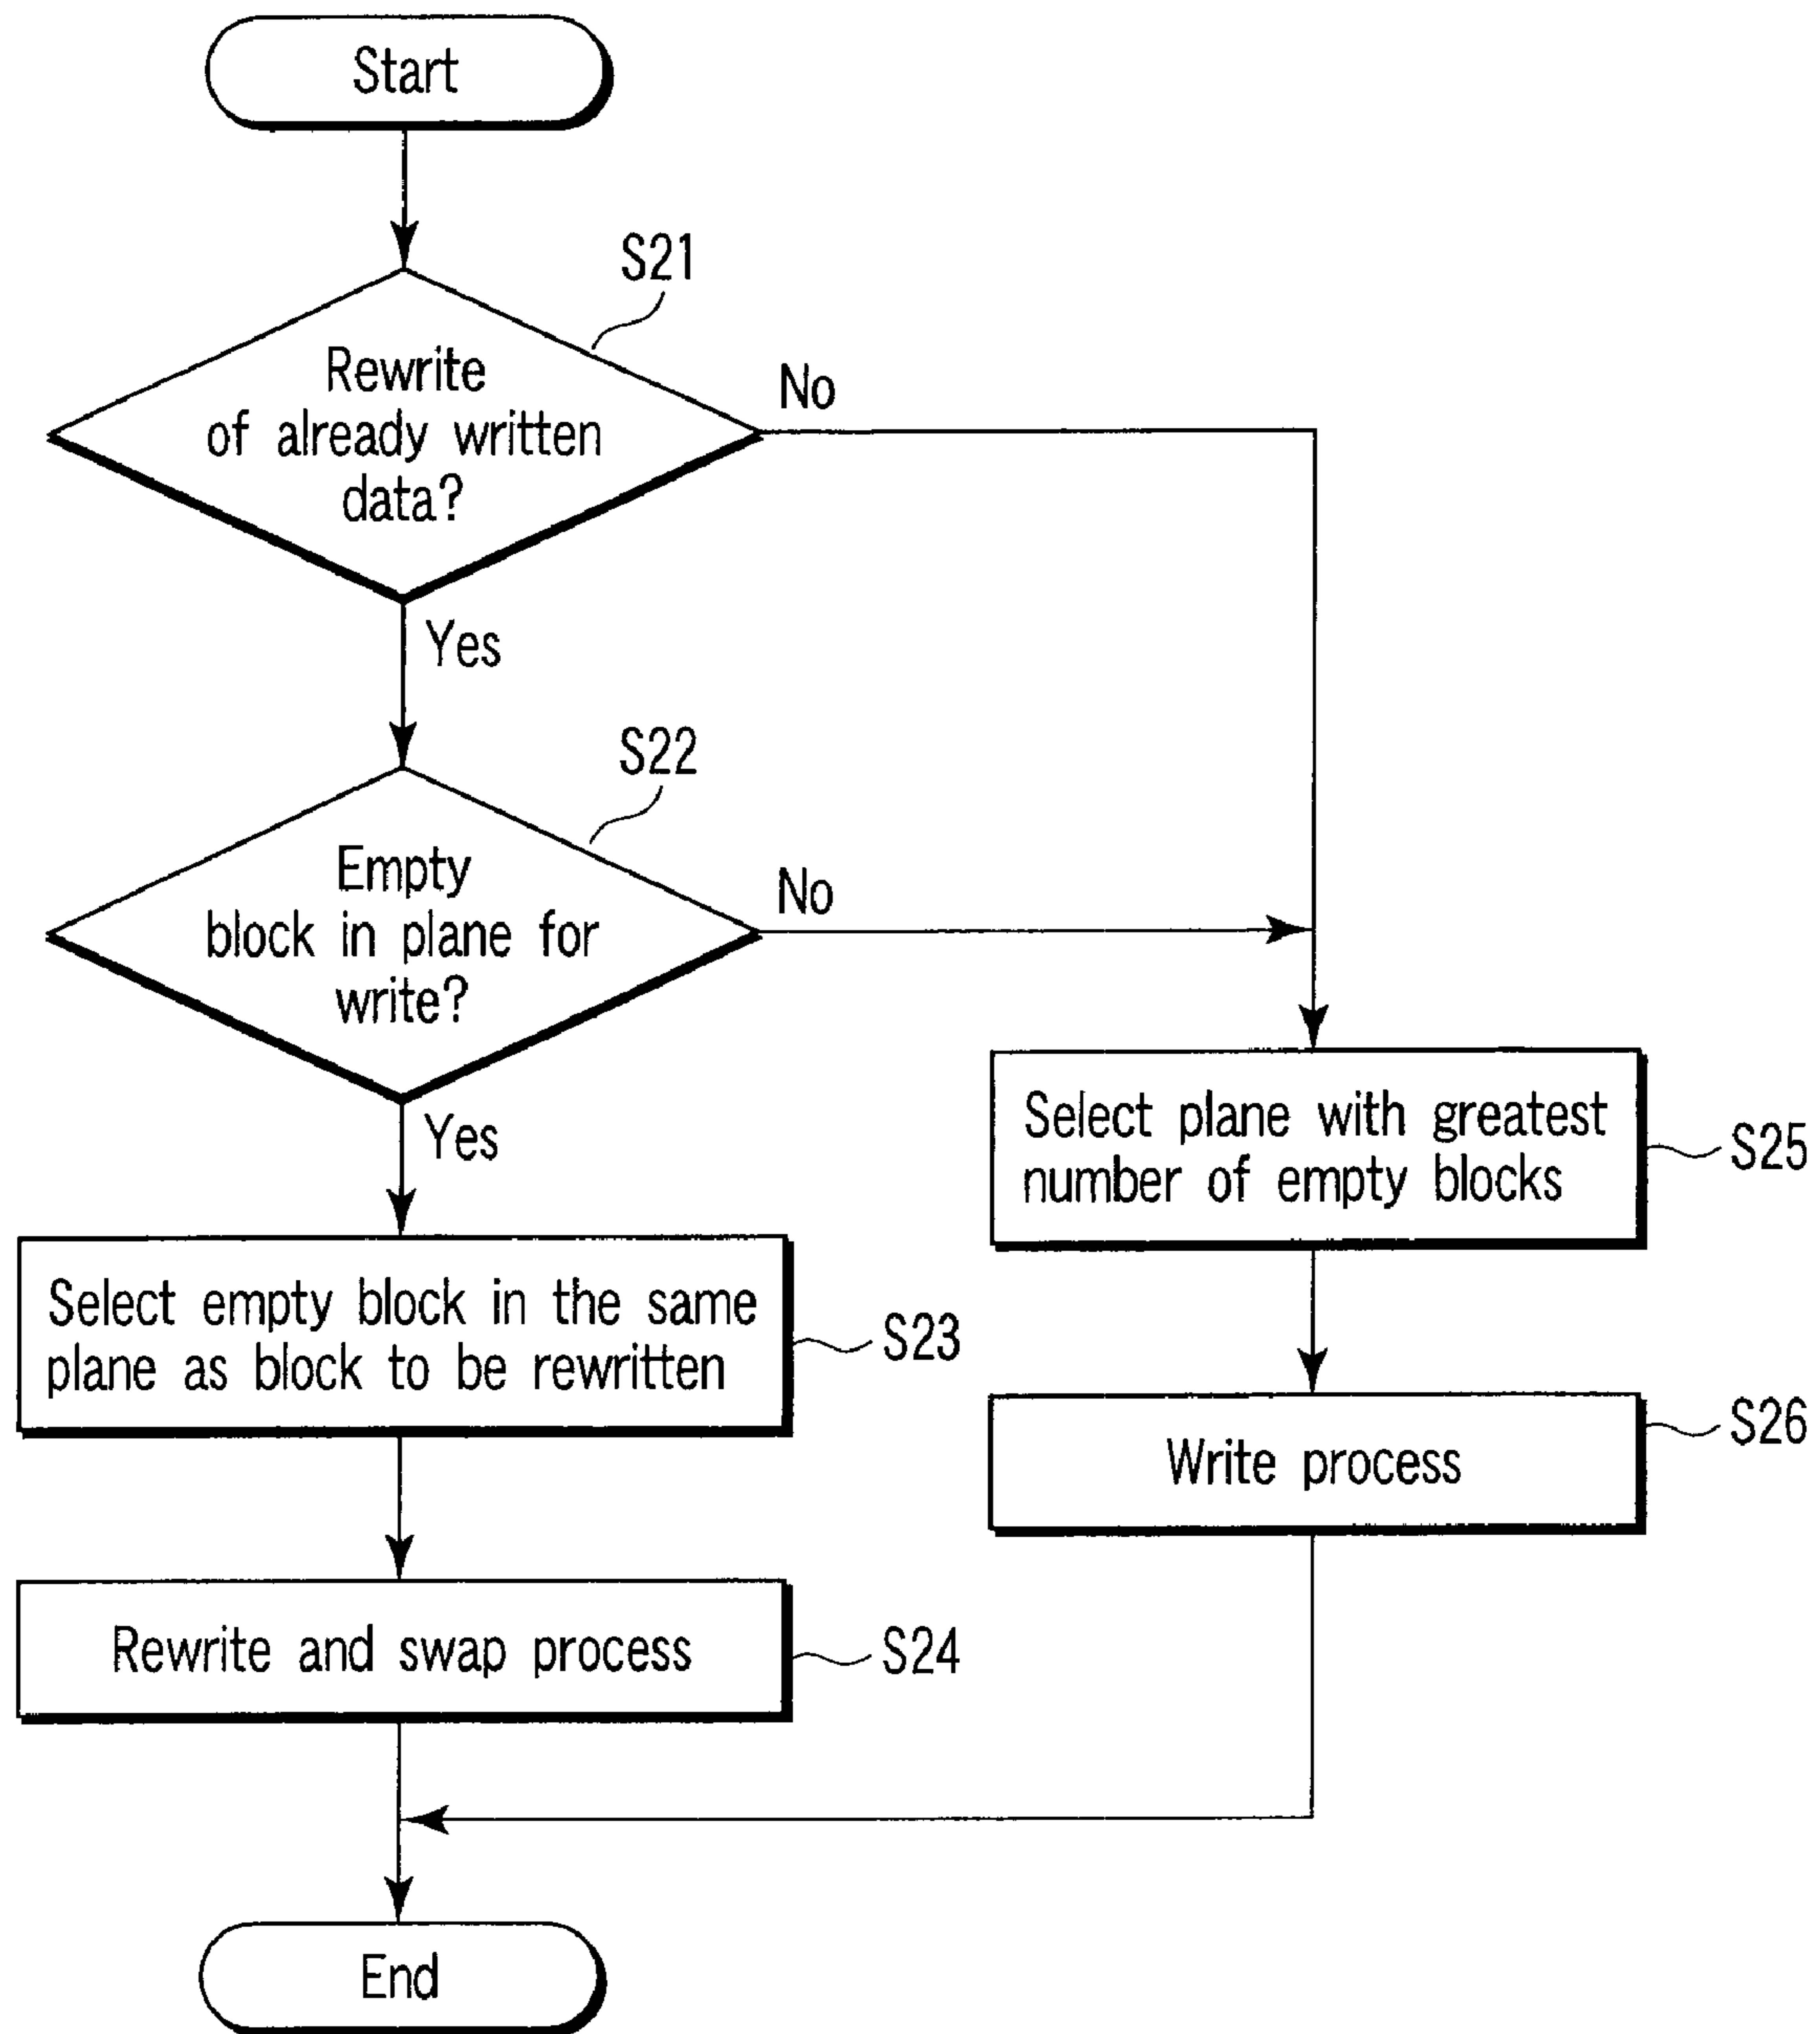 Start
S21
Rewrite
of already written
data?
No
Yes
S22
Empty
block in plane for
write?
No
Yes
Select plane with greatest
number of empty blocks
S25
Select empty block in the same
plane as block to be rewritten
S23
Write process
S26
Rewrite and swap process
S24
End